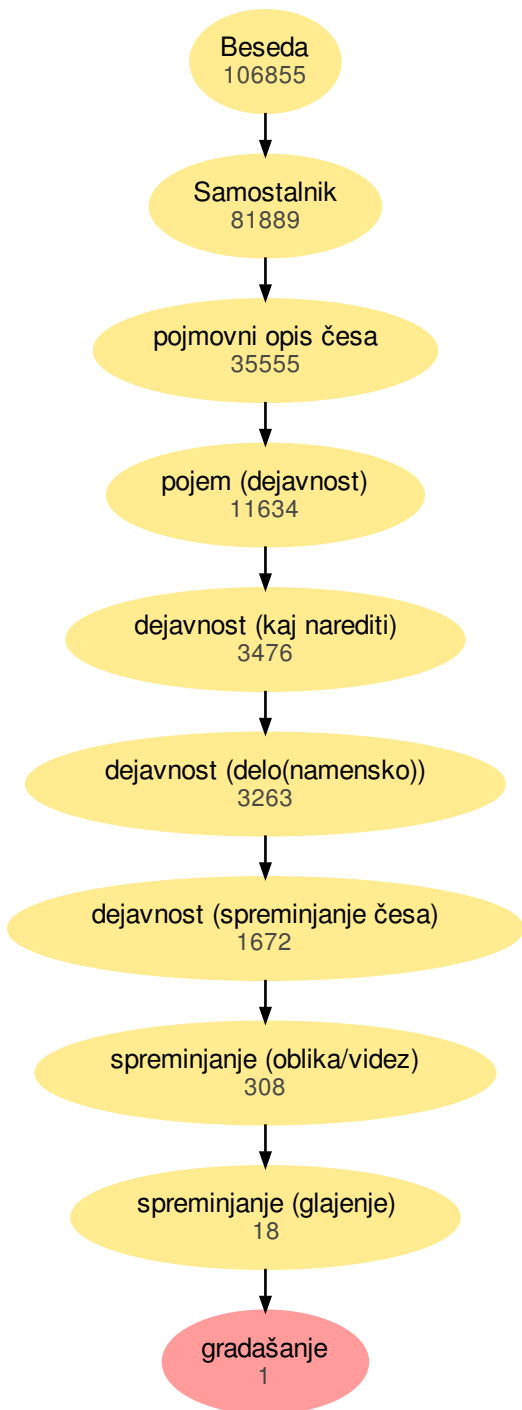 Beseda
106855
Samostalnik
81889
pojmovni opis česa
35555
pojem (dejavnost)
11634
dejavnost (kaj narediti)
3476
dejavnost (delo(namensko))
3263
dejavnost (spreminjanje česa)
1672
spreminjanje (oblika/videz)
308
spreminjanje (glajenje)
18
gradašanje
1